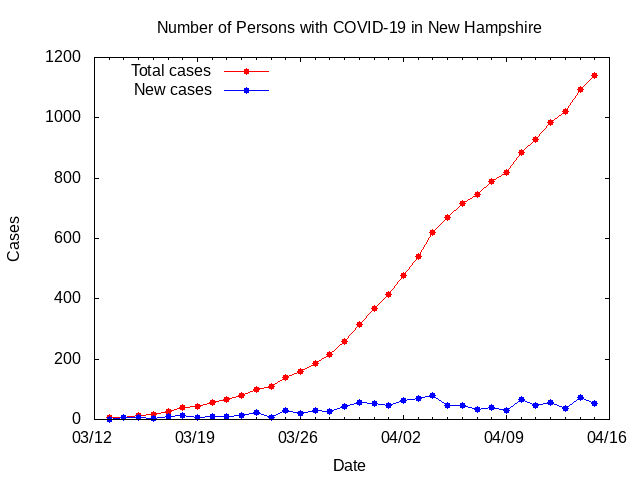 Number of Persons with COVID-19 in New Hampshire
1200
1000
800
600
400
200
0
Cases
Total cases
New cases
03/12 03/19 03/26 04/02 04/09 04/16
Date